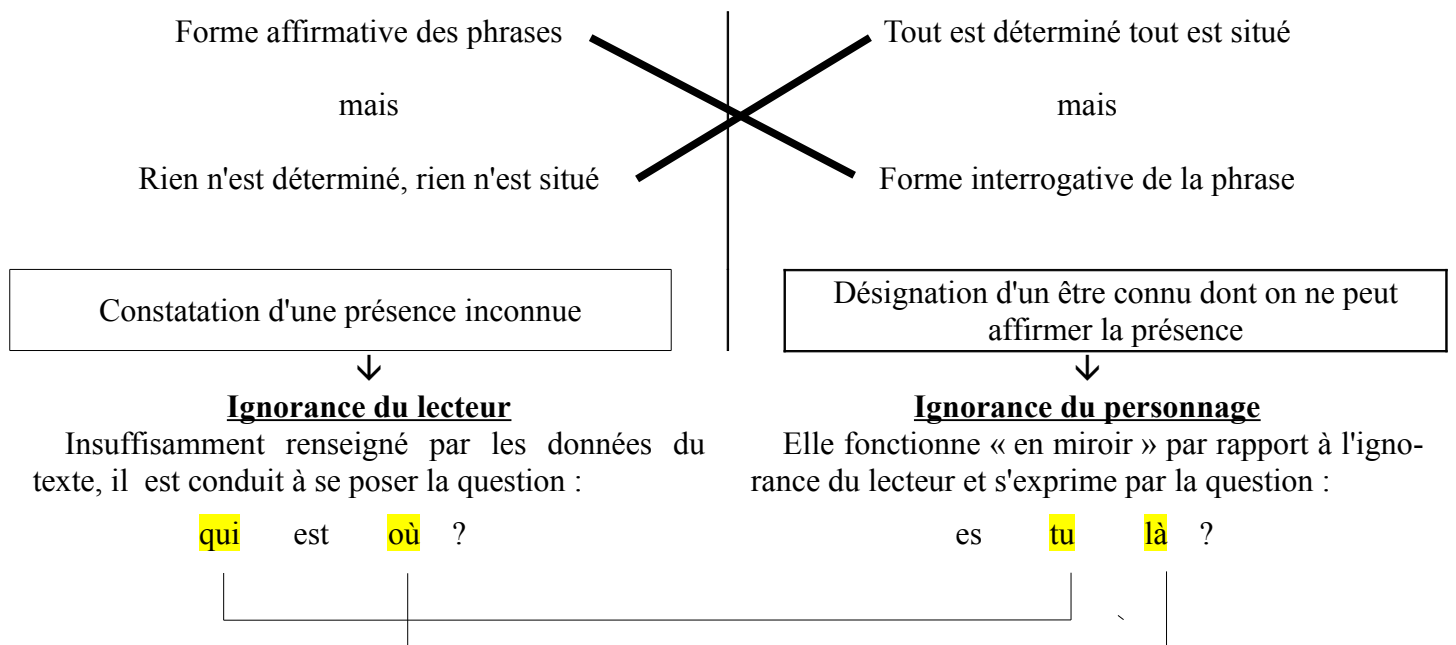 Forme affirmative des phrases
mais
Rien n'est déterminé, rien n'est situé
Tout est déterminé tout est situé
mais
Forme interrogative de la phrase
Constatation d'une présence inconnue
Désignation d'un être connu dont on ne peut
affirmer la présence
Ignorance du lecteur
Insuffisamment renseigné par les données du
texte, il est conduit à se poser la question :
qui est où ?
Ignorance du personnage
Elle fonctionne « en miroir » par rapport à l'igno-
rance du lecteur et s'exprime par la question :
es tu là ?